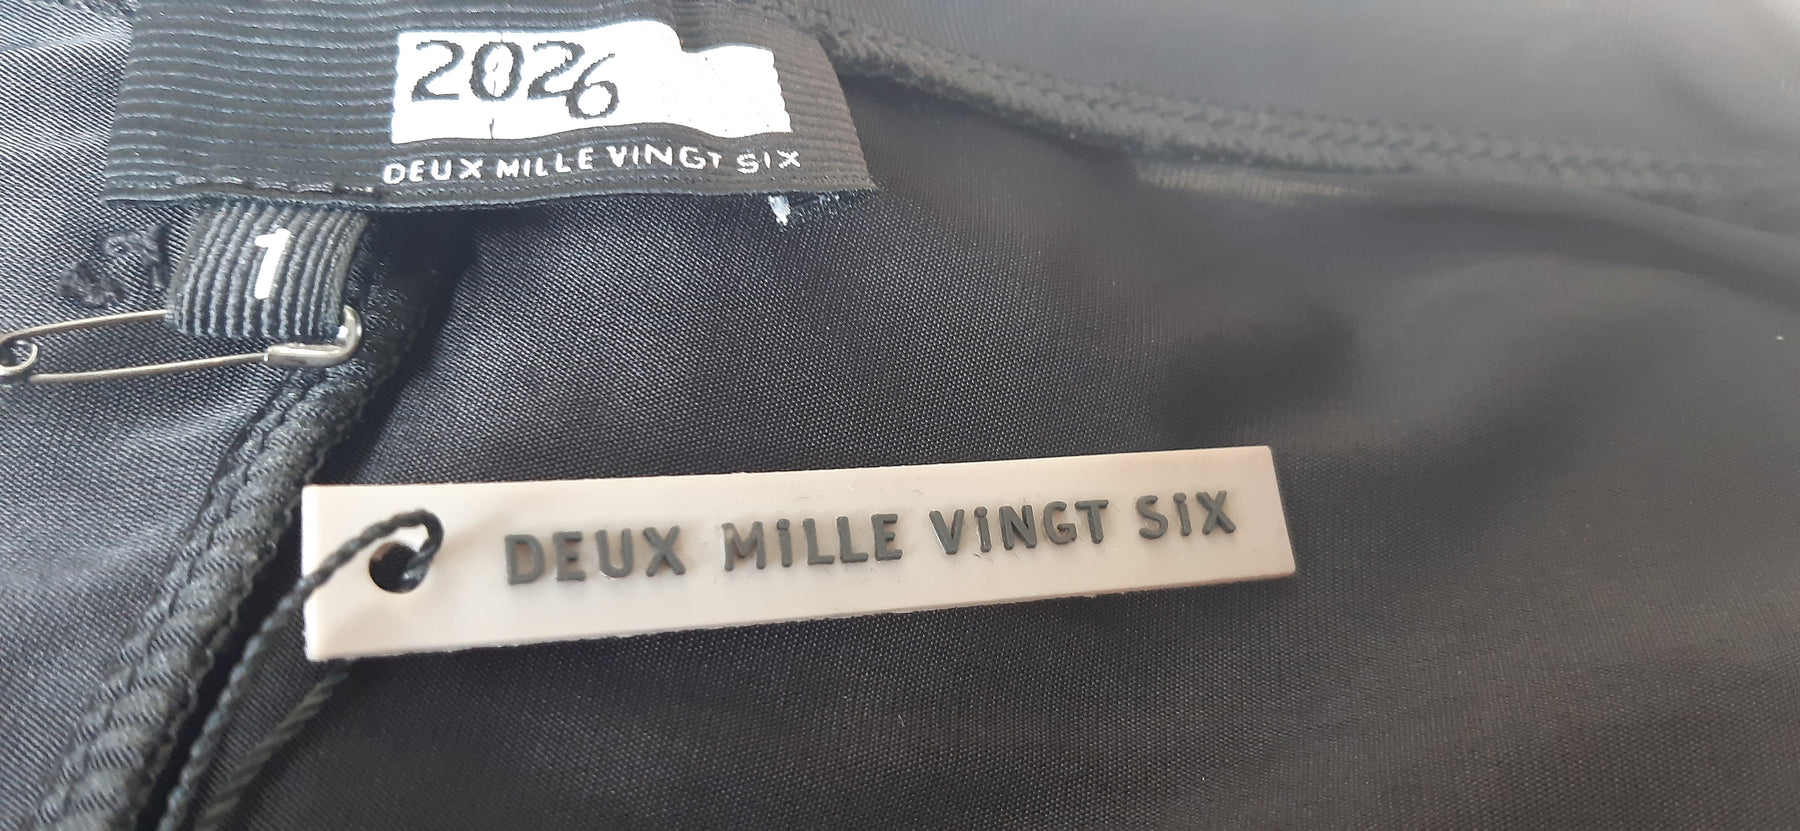 2026
DEUX MILLE VINGT SIX
1
DEUX MiLLE ViNGT SiX